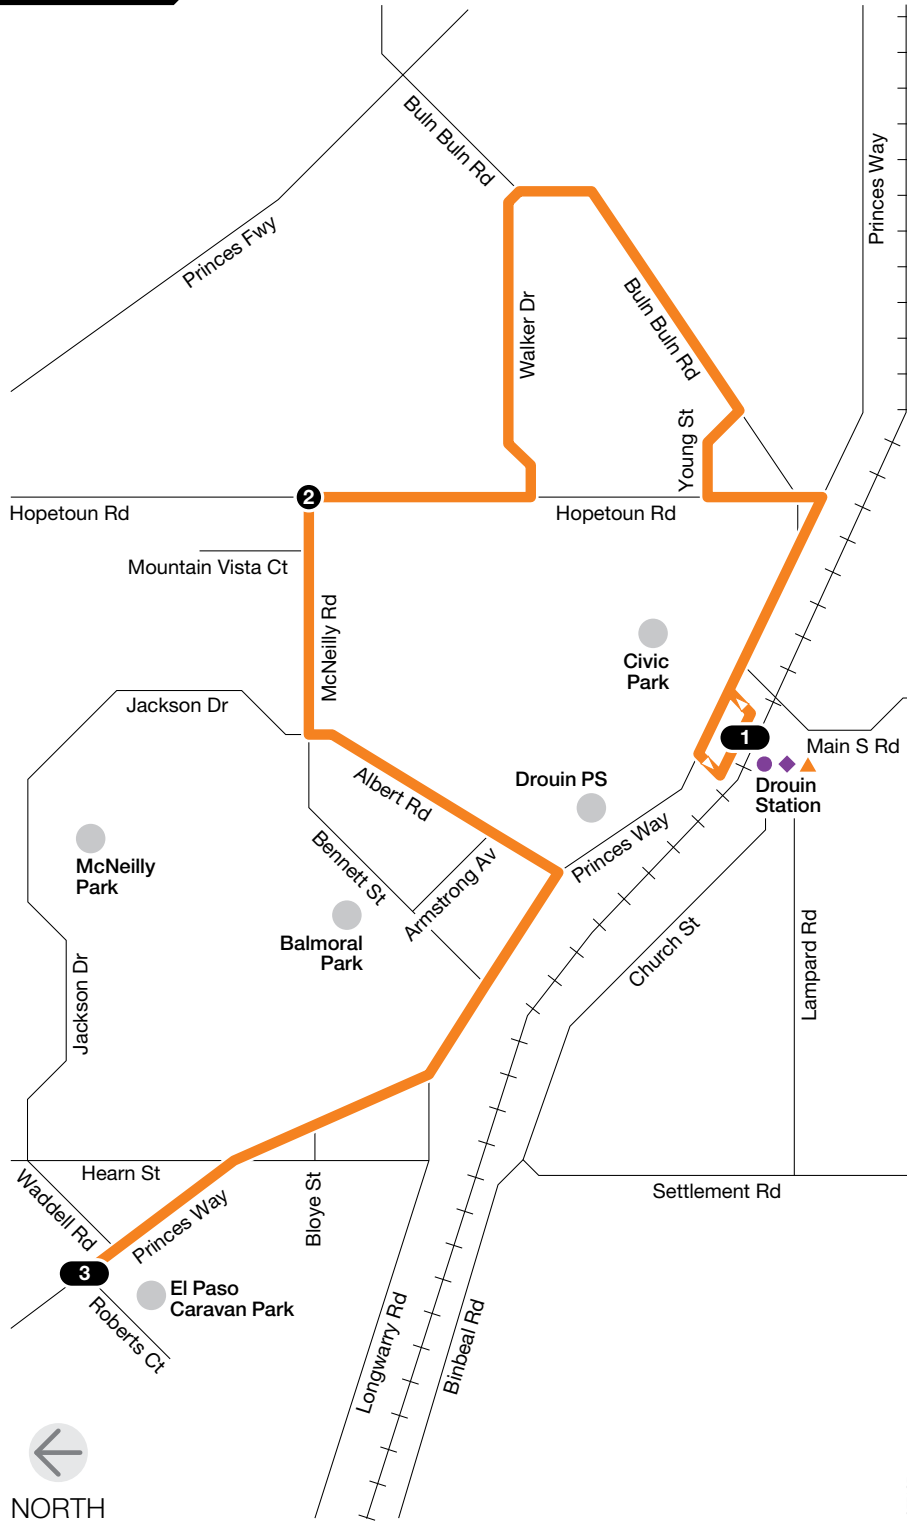 Buln Buln Rd
Princes Way
Princes Fwy
Walker Dr
Buln Buln Rd
Young St
2
Hopetoun Rd
Hopetoun Rd
Mountain Vista Ct
McNeilly Rd
Civic
Park
Jackson Dr
1
Main S Rd
Albert Rd
Drouin PS
Drouin
Station
Princes Way
McNeilly
Park
Bennett St
Armstrong Av
Balmoral
Park
Church St
Lampard Rd
Jackson Dr
Hearn St
Waddell Rd
Princes Way
Bloye St
Settlement Rd
3
El Paso
Caravan Park
Roberts Ct
Longwarry Rd
Binbeal Rd
NORTH